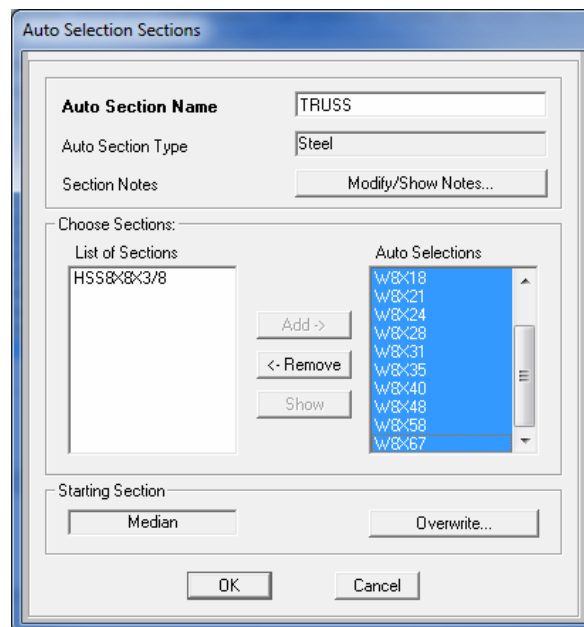 Auto Selection Sections
Auto Section Name TRUSS
Auto Section Type Steel
Section Notes Modify/Show Notes...
Choose Sections:
List of Sections
HSS8X8X3/8
Add ->
<- Remove
Show
Auto Selections
W8X18
W8X21
W8X24
W8X28
W8X31
W8X35
W8X40
W8X48
W8X58
W8X67
Starting Section
Median Overwrite...
OK Cancel